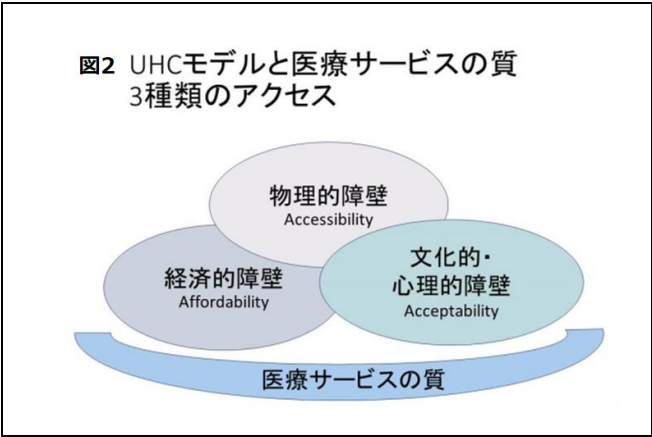 図2 UHCモデルと医療サービスの質
3種類のアクセス
物理的障壁
Accessibility
経済的障壁
Affordability
文化的・
心理的障壁
Acceptability
医療サービスの質